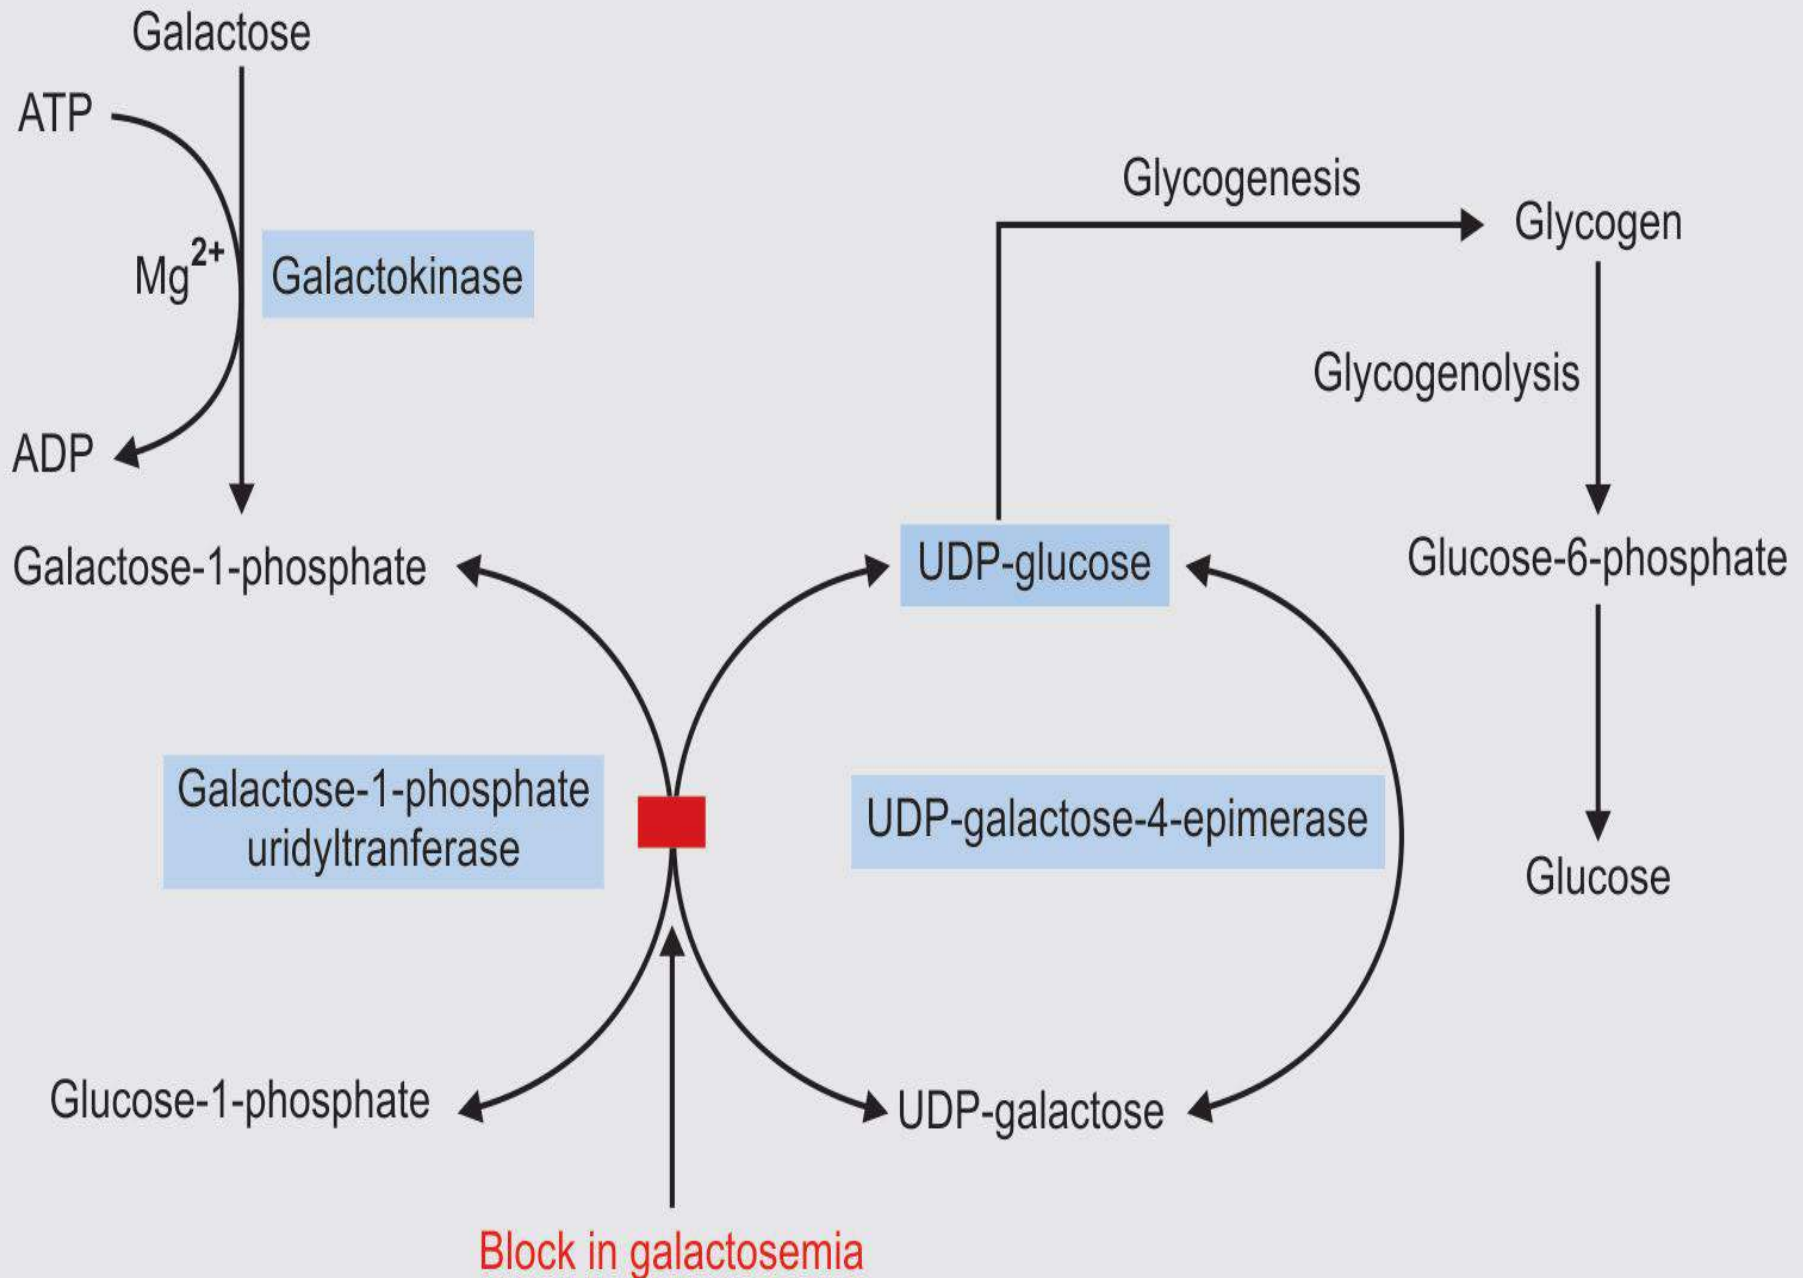 Galactose
ATP
Mg2+
Galactokinase
ADP
Galactose-1-phosphate
Glycogenesis
Glycogen
Glycogenolysis
UDP-glucose
Glucose-6-phosphate
Galactose-1-phosphate
uridyltranferase
UDP-galactose-4-epimerase
Glucose
Glucose-1-phosphate
UDP-galactose
Block in galactosemia